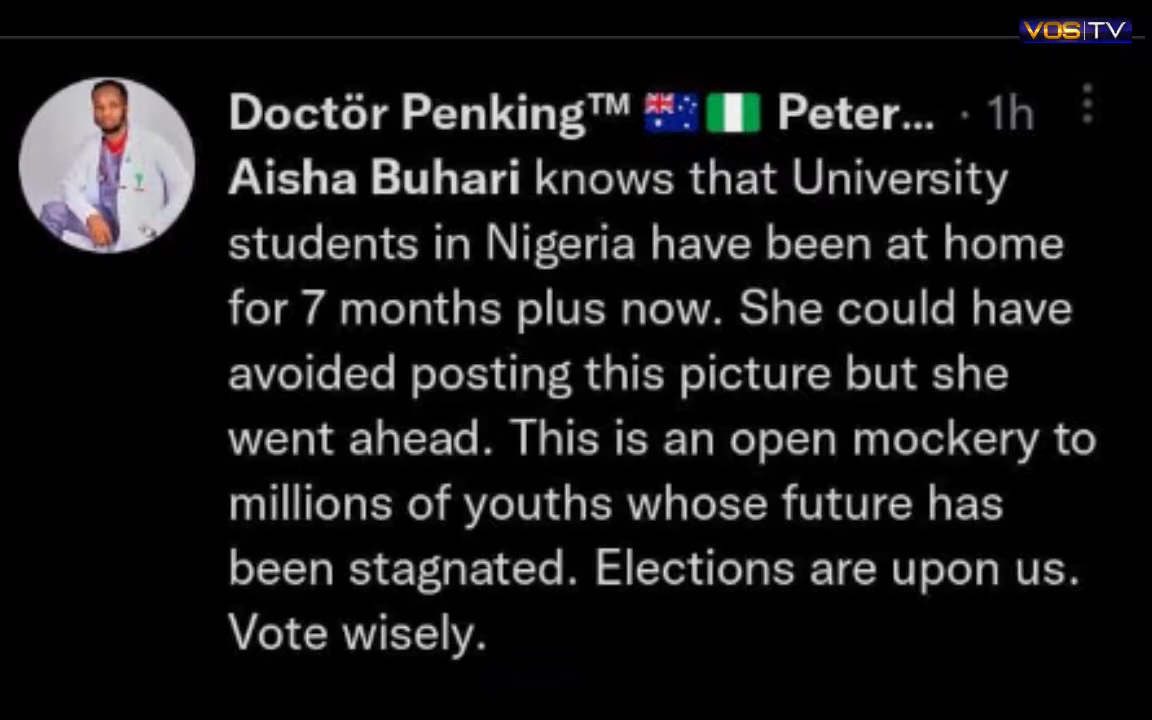 VOS|TV
Doctör Penking™ 🇦🇺🇳🇬 Peter... · 1h
Aisha Buhari knows that University
students in Nigeria have been at home
for 7 months plus now. She could have
avoided posting this picture but she
went ahead. This is an open mockery to
millions of youths whose future has
been stagnated. Elections are upon us.
Vote wisely.